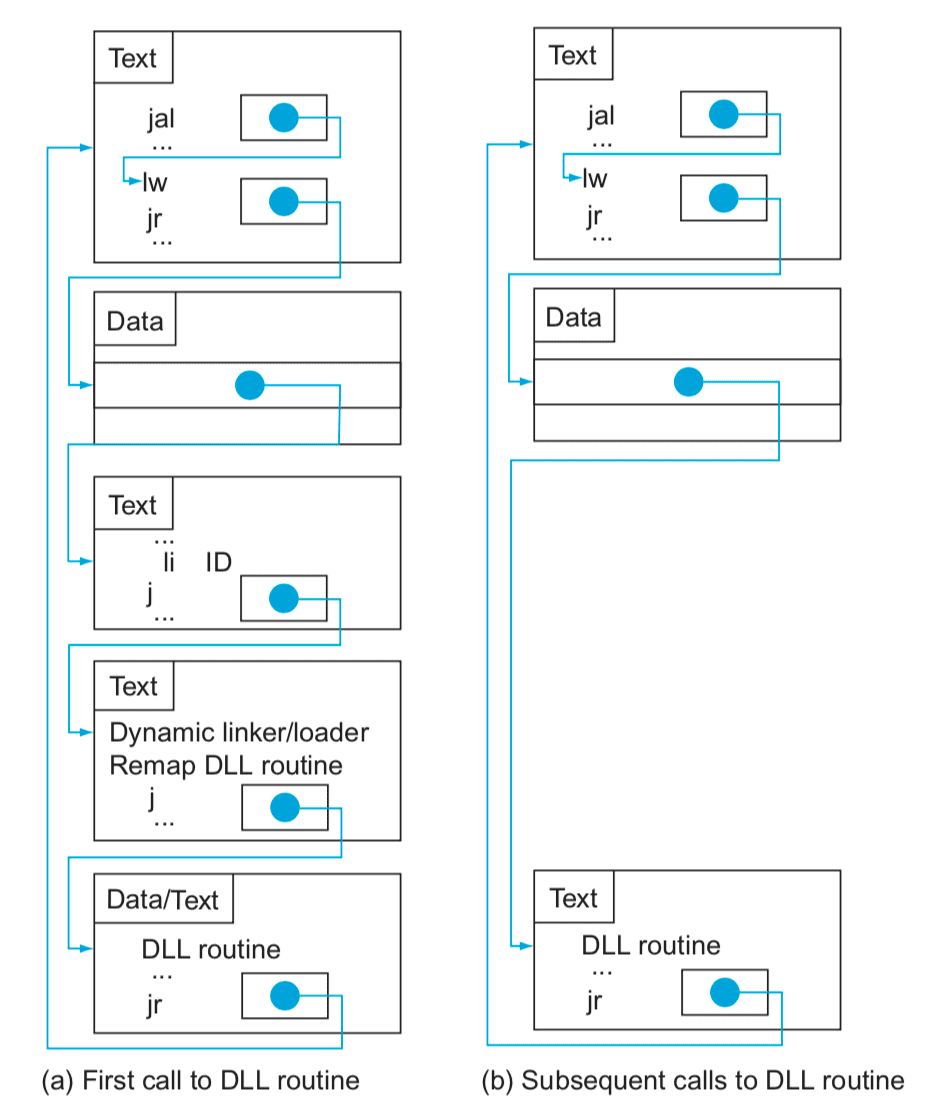 Text
jal
...
lw
jr
...
Data
Text
...
li ID
j
...
Text
Dynamic linker/loader
Remap DLL routine
j
...
Data/Text
DLL routine
...
jr
(a) First call to DLL routine
Text
jal
...
lw
jr
...
Data
Text
DLL routine
...
jr
(b) Subsequent calls to DLL routine